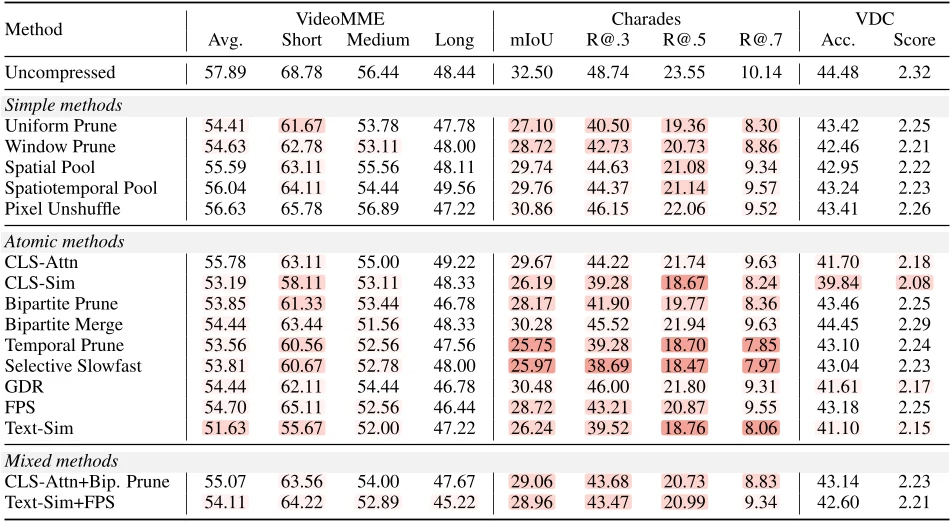 Method VideoMME Charades VDC
Avg. Short Medium Long mIoU R@.3 R@.5 R@.7 Acc. Score
Uncompressed 57.89 68.78 56.44 48.44 32.50 48.74 23.55 10.14 44.48 2.32
Simple methods
Uniform Prune 54.41 61.67 53.78 47.78 27.10 40.50 19.36 8.30 43.42 2.25
Window Prune 54.63 62.78 53.11 48.00 28.72 42.73 20.73 8.86 42.46 2.21
Spatial Pool 55.59 63.11 55.56 48.11 29.74 44.63 21.08 9.34 42.95 2.22
Spatiotemporal Pool 56.04 64.11 54.44 49.56 29.76 44.37 21.14 9.57 43.24 2.23
Pixel Unshuffle 56.63 65.78 56.89 47.22 30.86 46.15 22.06 9.52 43.41 2.26
Atomic methods
CLS-Attn 55.78 63.11 55.00 49.22 29.67 44.22 21.74 9.63 41.70 2.18
CLS-Sim 53.19 58.11 53.11 48.33 26.19 39.28 18.67 8.24 39.84 2.08
Bipartite Prune 53.85 61.33 53.44 46.78 28.17 41.90 19.77 8.36 43.46 2.25
Bipartite Merge 54.44 63.44 51.56 48.33 30.28 45.52 21.94 9.63 44.45 2.29
Temporal Prune 53.56 60.56 52.56 47.56 25.75 39.28 18.70 7.85 43.10 2.24
Selective Slowfast 53.81 60.67 52.78 48.00 25.97 38.69 18.47 7.97 43.04 2.23
GDR 54.44 62.11 54.44 46.78 30.48 46.00 21.80 9.31 41.61 2.17
FPS 54.70 65.11 52.56 46.44 28.72 43.21 20.87 9.55 43.18 2.25
Text-Sim 51.63 55.67 52.00 47.22 26.24 39.52 18.76 8.06 41.10 2.15
Mixed methods
CLS-Attn+Bip. Prune 55.07 63.56 54.00 47.67 29.06 43.68 20.73 8.83 43.14 2.23
Text-Sim+FPS 54.11 64.22 52.89 45.22 28.96 43.47 20.99 9.34 42.60 2.21